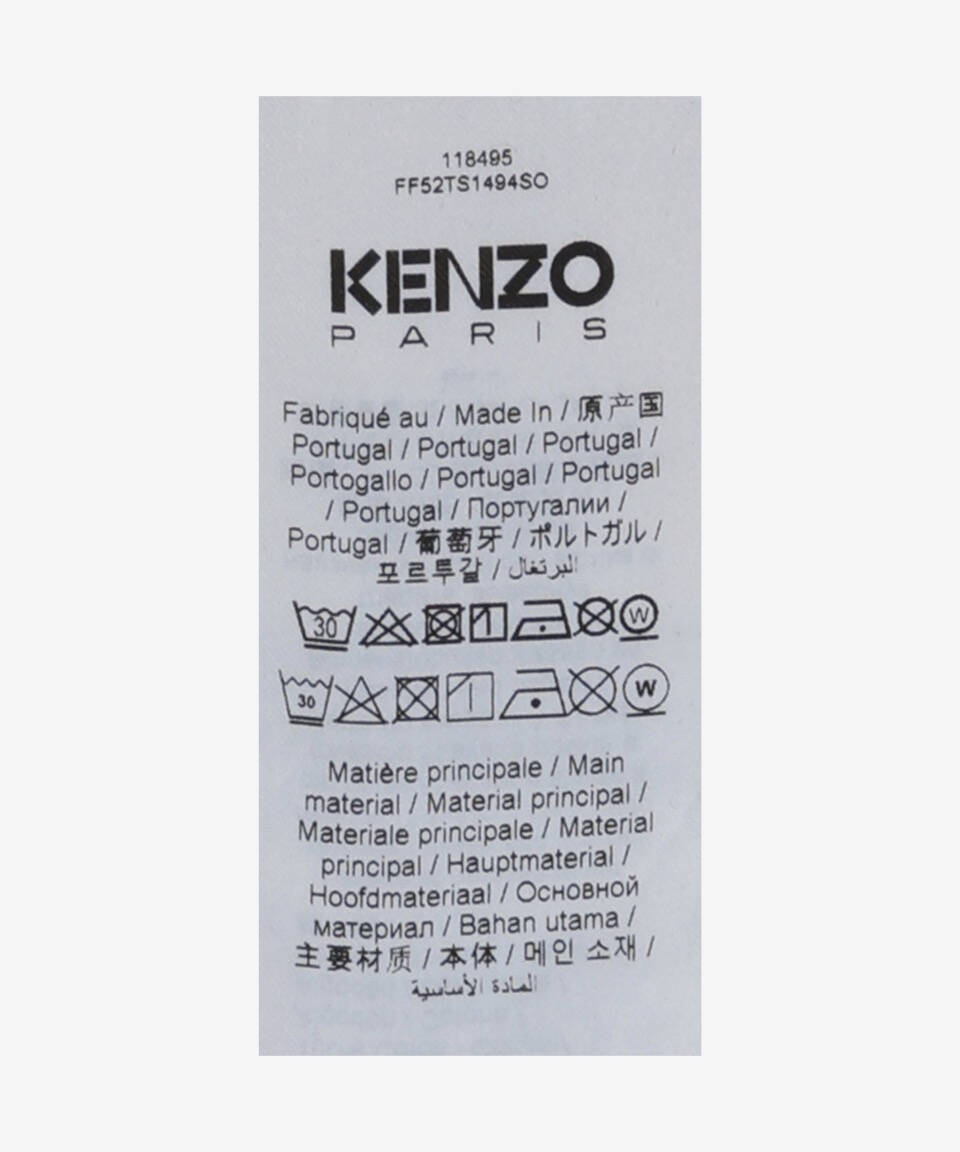 118495
FF52TS1494SO
KENZO
PARIS
Fabriqué au / Made In / 原产国
Portugal / Portugal / Portugal /
Portogallo / Portugal / Portugal
/ Portugal / Португалии /
Portugal / 葡萄牙 / ポルトガル /
포르투갈 / البرتغال
30 W
30 W
Matière principale / Main
material / Material principal /
Materiale principale / Material
principal / Hauptmaterial /
Hoofdmateriaal / Основной
материал / Bahan utama /
主要材质 / 本体 / 메인 소재 /
المادة الأساسية